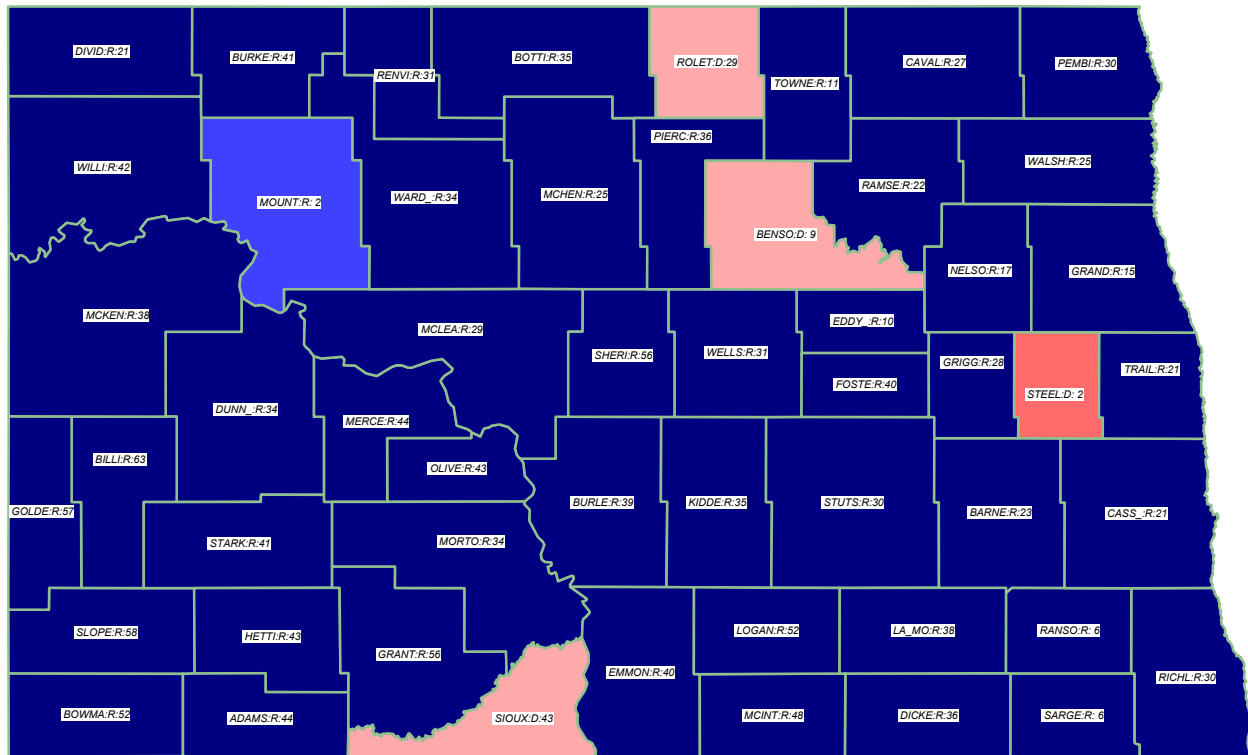 DIVID:R:21
BURKE:R:41
RENVI:R:31
BOTTI:R:35
ROLET:D:29
TOWNE:R:11
CAVAL:R:27
PEMBI:R:30
WILLI:R:42
MOUNT:R: 2
WARD_:R:34
MCHEN:R:25
PIERC:R:36
BENSO:D: 9
RAMSE:R:22
WALSH:R:25
NELSO:R:17
GRAND:R:15
MCKEN:R:38
MCLEA:R:29
SHERI:R:56
WELLS:R:31
EDDY_:R:10
FOSTE:R:40
GRIGG:R:28
STEEL:D: 2
TRAIL:R:21
DUNN_:R:34
MERCE:R:44
OLIVE:R:43
BILLI:R:63
GOLDE:R:57
STARK:R:41
MORTO:R:34
BURLE:R:39
KIDDE:R:35
STUTS:R:30
BARNE:R:23
CASS_:R:21
SLOPE:R:58
HETTI:R:43
GRANT:R:56
EMMON:R:40
LOGAN:R:52
LA_MO:R:38
RANSO:R: 6
RICHL:R:30
BOWMA:R:52
ADAMS:R:44
SIOUX:D:43
MCINT:R:48
DICKE:R:36
SARGE:R: 6